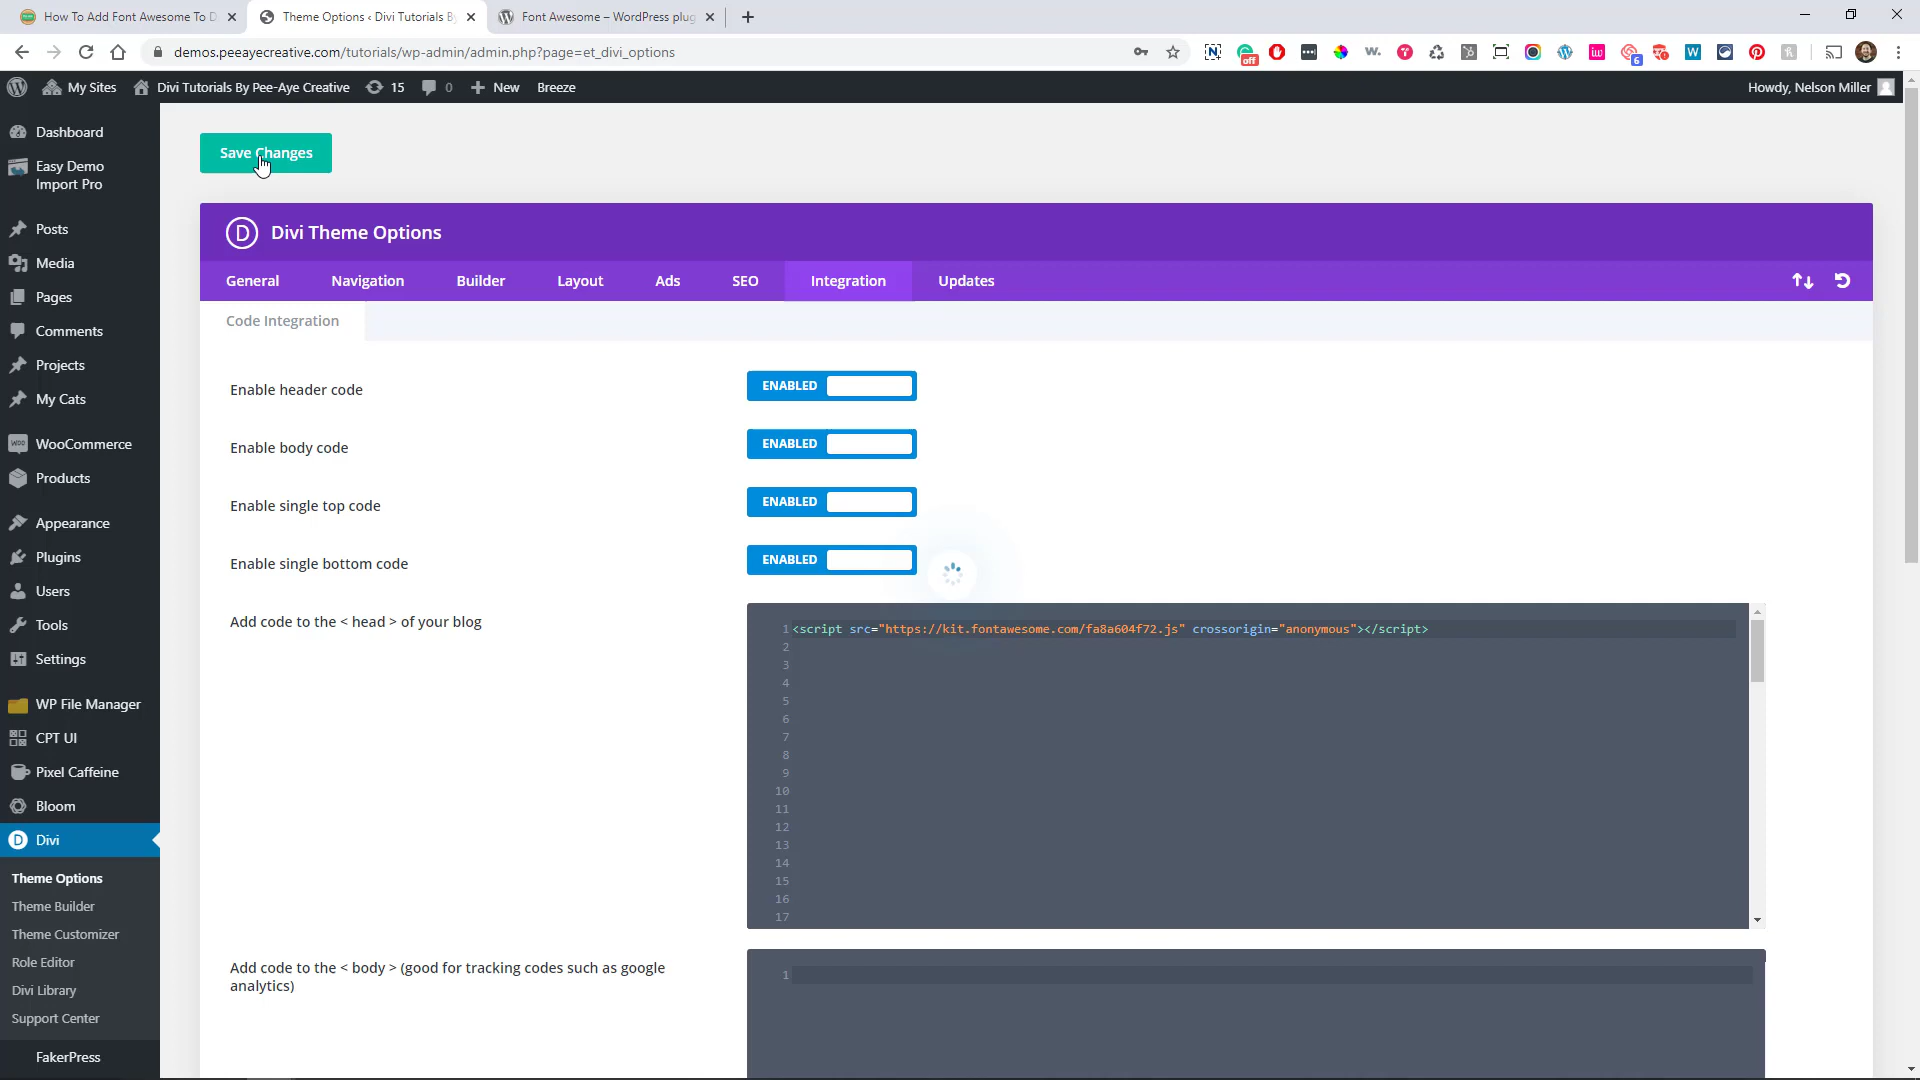 How To Add Font Awesome To D
Theme Options ‹ Divi Tutorials B
Font Awesome – WordPress plug
demos.peeayecreative.com/tutorials/wp-admin/admin.php?page=et_divi_options
off
6
My Sites
Divi Tutorials By Pee-Aye Creative
15
0
New
Breeze
Howdy, Nelson Miller
Dashboard
Easy Demo
Import Pro
Posts
Media
Pages
Comments
Projects
My Cats
WooCommerce
Products
Appearance
Plugins
Users
Tools
Settings
WP File Manager
CPT UI
Pixel Caffeine
Bloom
Divi
Theme Options
Theme Builder
Theme Customizer
Role Editor
Divi Library
Support Center
FakerPress
Save Changes
D Divi Theme Options
General
Navigation
Builder
Layout
Ads
SEO
Integration
Updates
Code Integration
Enable header code
ENABLED
Enable body code
ENABLED
Enable single top code
ENABLED
Enable single bottom code
ENABLED
Add code to the < head > of your blog
1 <script src="https://kit.fontawesome.com/fa8a604f72.js" crossorigin="anonymous"></script>
2
3
4
5
6
7
8
9
10
11
12
13
14
15
16
17
Add code to the < body > (good for tracking codes such as google
analytics)
1